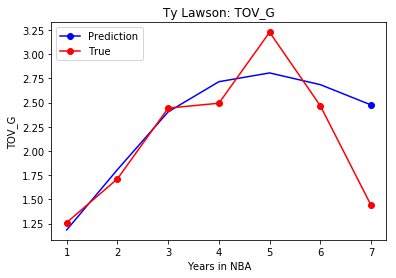 Ty Lawson: TOV_G
Prediction
True
3.25
3.00
2.75
2.50
2.25
2.00
1.75
1.50
1.25
TOV_G
1 2 3 4 5 6 7
Years in NBA